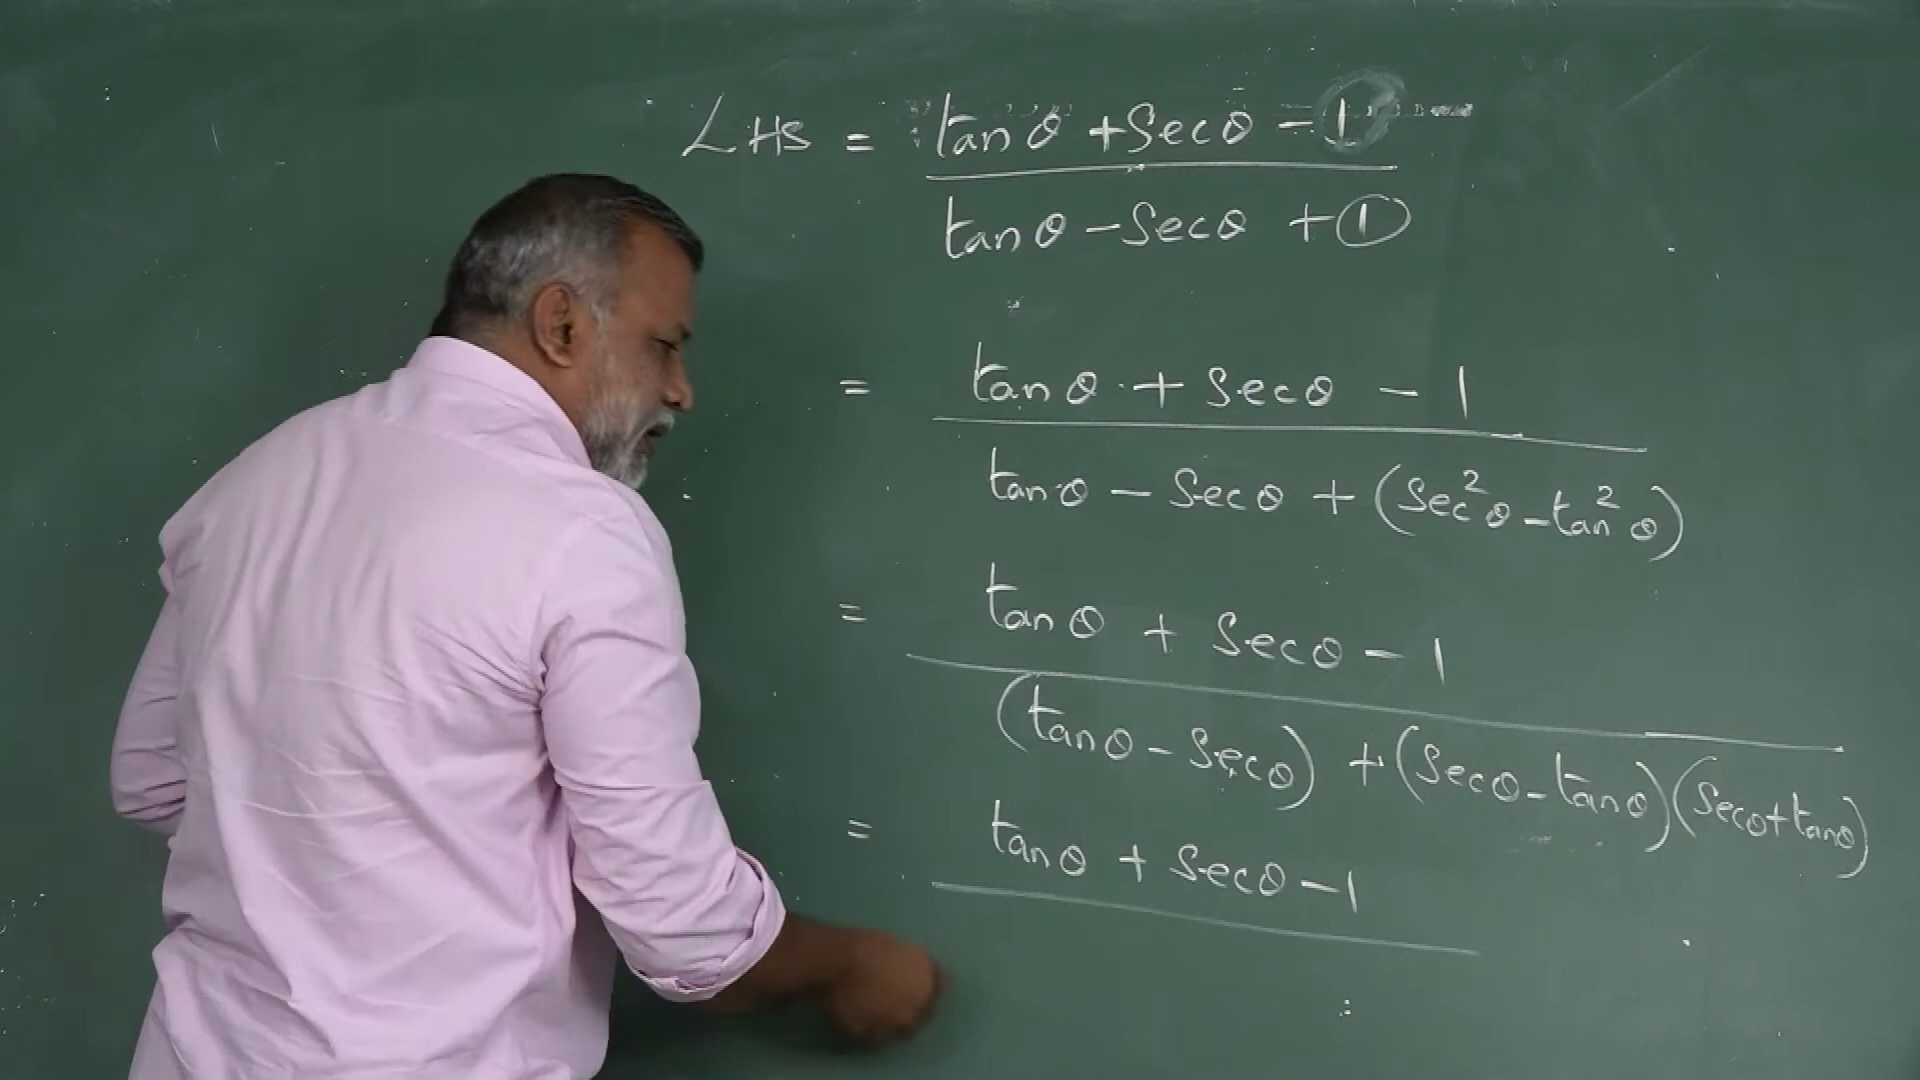 LHS = tanθ + Secθ - 1
tanθ - Secθ + 1
= tanθ + Secθ - 1
tanθ - Secθ + (Sec²θ - tan²θ)
= tanθ + Secθ - 1
(tanθ - Secθ) + (Secθ - tanθ)(Secθ + tanθ)
= tanθ + Secθ - 1